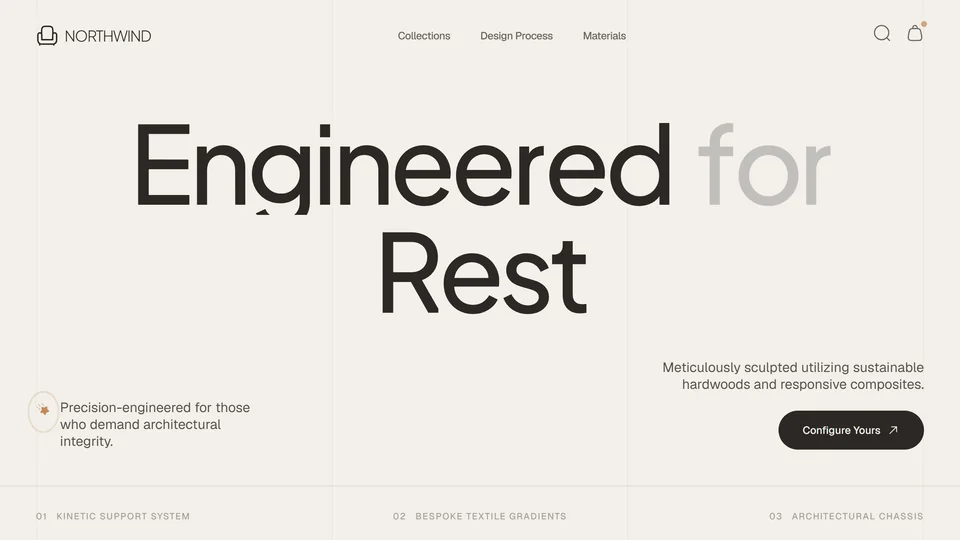 NORTHWIND
Collections
Design Process
Materials
Engineered for
Rest
Meticulously sculpted utilizing sustainable
hardwoods and responsive composites.
Precision-engineered for those
who demand architectural
integrity.
Configure Yours
01 KINETIC SUPPORT SYSTEM
02 BESPOKE TEXTILE GRADIENTS
03 ARCHITECTURAL CHASSIS